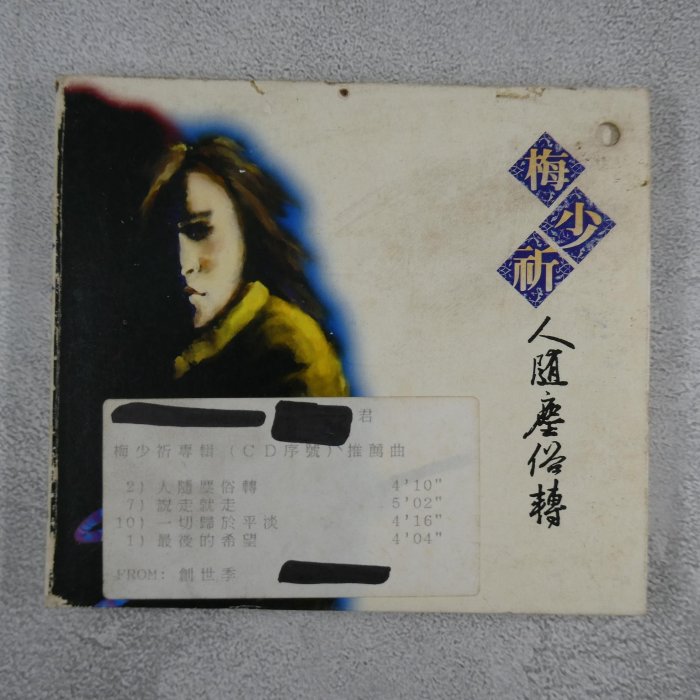 梅少祈
人隨塵俗轉
君
梅少祈專輯(CD序號)推薦曲
2) 人隨塵俗轉 4'10"
7) 說走就走 5'02"
10) 一切歸於平淡 4'16"
1) 最後的希望 4'04"
FROM: 創世季